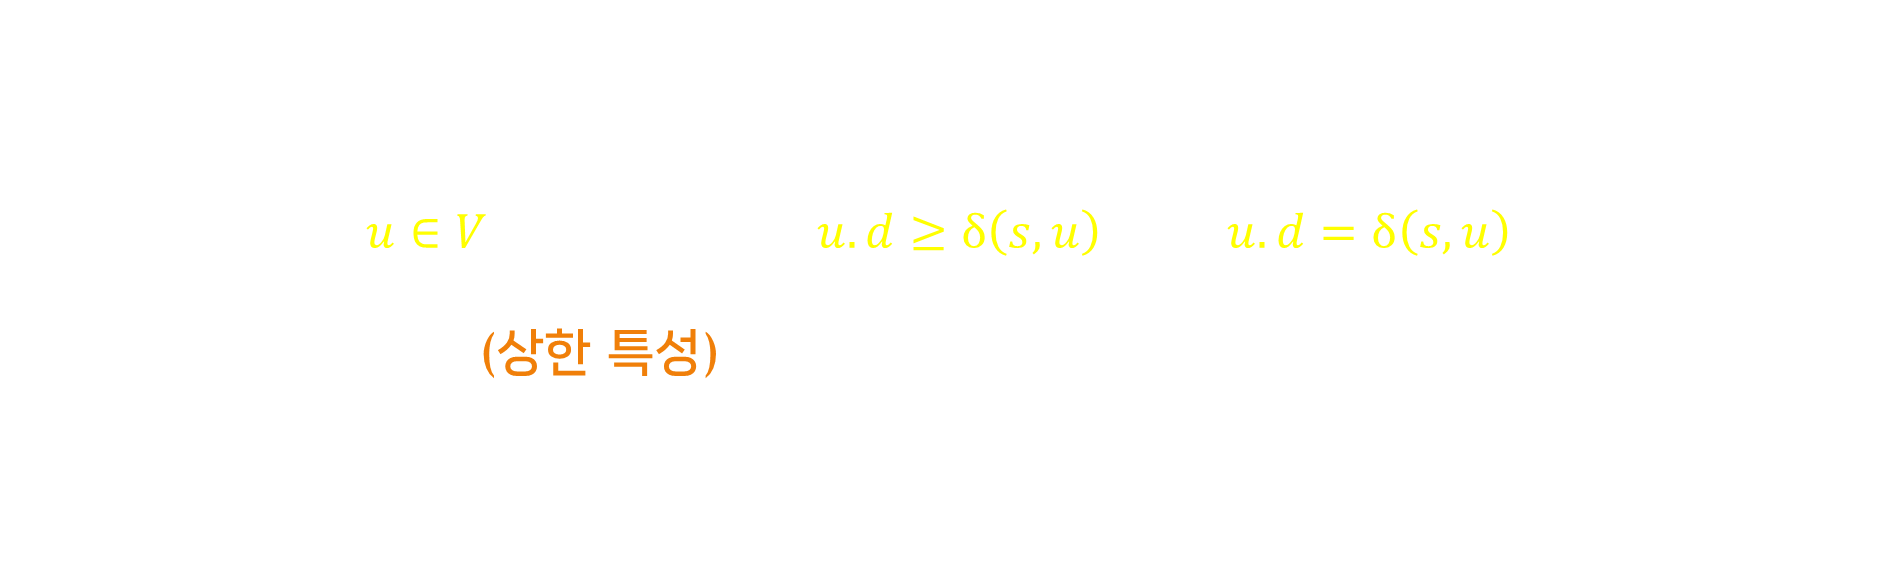 u ∈ V u.d ≥ δ(s,u) u.d = δ(s,u)
(상한 특성)